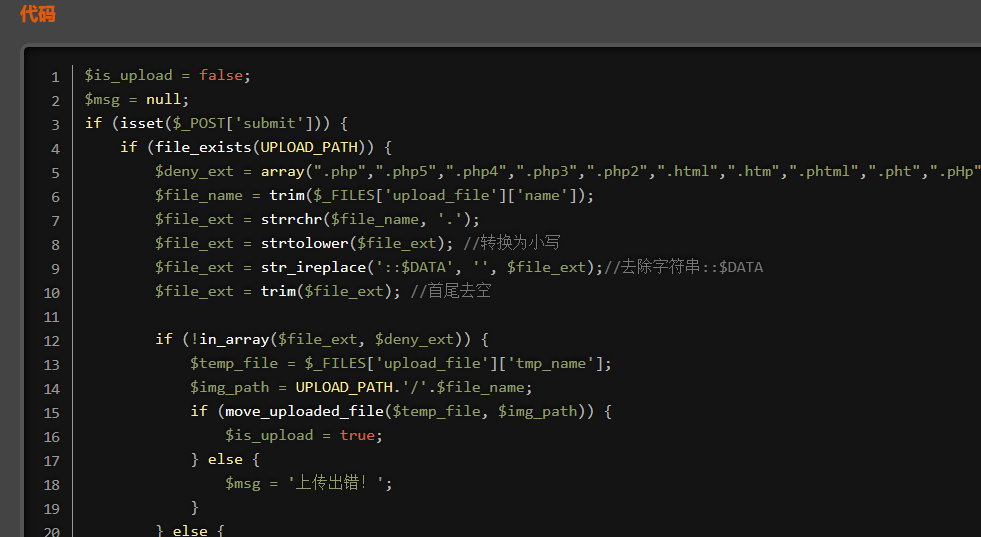 代码
1 $is_upload = false;
2 $msg = null;
3 if (isset($_POST['submit'])) {
4 if (file_exists(UPLOAD_PATH)) {
5 $deny_ext = array(".php",".php5",".php4",".php3",".php2",".html",".htm",".phtml",".pht",".pHp"
6 $file_name = trim($_FILES['upload_file']['name']);
7 $file_ext = strrchr($file_name, '.');
8 $file_ext = strtolower($file_ext); //转换为小写
9 $file_ext = str_ireplace('::$DATA', '', $file_ext);//去除字符串::$DATA
10 $file_ext = trim($file_ext); //首尾去空
11
12 if (!in_array($file_ext, $deny_ext)) {
13 $temp_file = $_FILES['upload_file']['tmp_name'];
14 $img_path = UPLOAD_PATH.'/'.$file_name;
15 if (move_uploaded_file($temp_file, $img_path)) {
16 $is_upload = true;
17 } else {
18 $msg = '上传出错！';
19 }
20 } else {